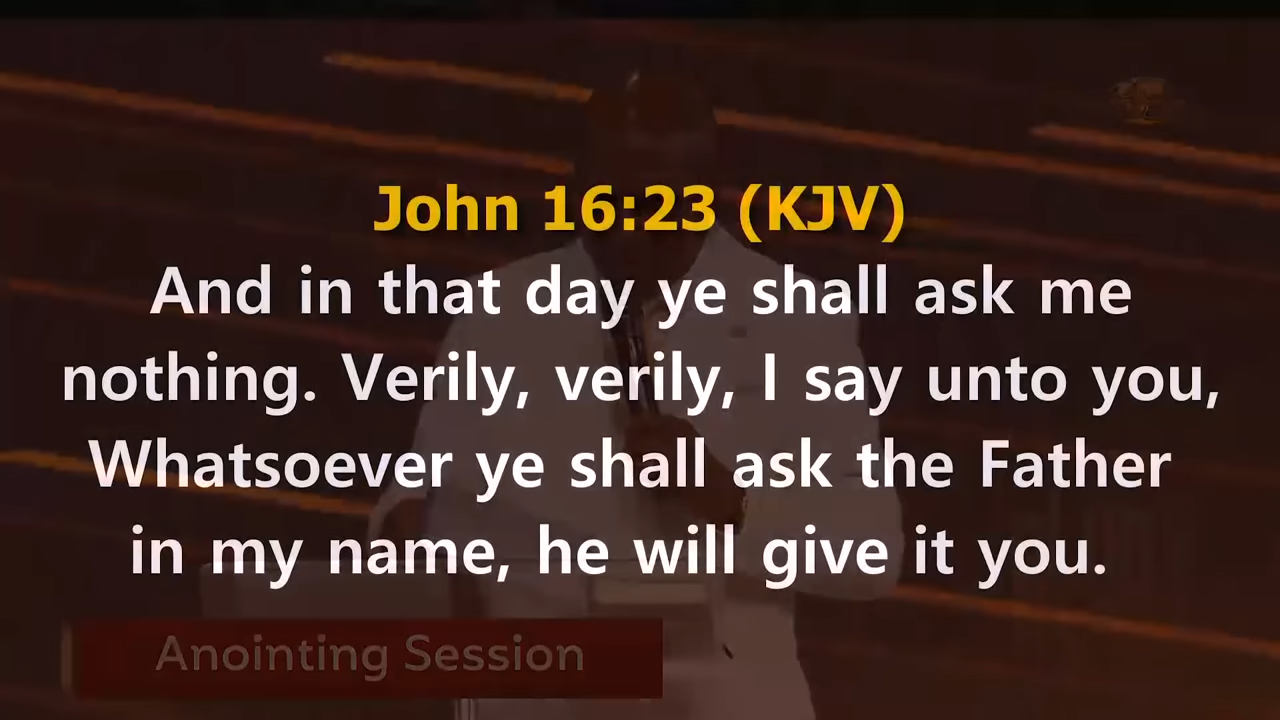 John 16:23 (KJV)
And in that day ye shall ask me
nothing. Verily, verily, I say unto you,
Whatsoever ye shall ask the Father
in my name, he will give it you.
Anointing Session